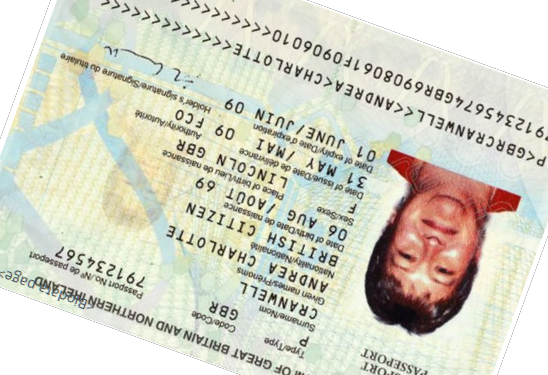 PASSPORT
PASSEPORT
OF GREAT BRITAIN AND NORTHERN IRELAND
Type/Type
Code/Code
Passport No./Nº de passeport
P
GBR
791234567
Surname/Nom
CRANWELL
Given names/Prénoms
ANDREA CHARLOTTE
Nationality/Nationalité
BRITISH CITIZEN
Date of birth/Date de naissance
06 AUG /AOÛT 69
Sex/Sexe
Place of birth/Lieu de naissance
F
LINCOLN GBR
Date of issue/Date de délivrance
Authority/Autorité
31 MAY /MAI 09
FCO
Date of expiry/Date d'expiration
Holder's signature/Signature du titulaire
01 JUNE/JUIN 09
P<GBRCRANWELL<<ANDREA<CHARLOTTE<<<<<<<<<<<<<